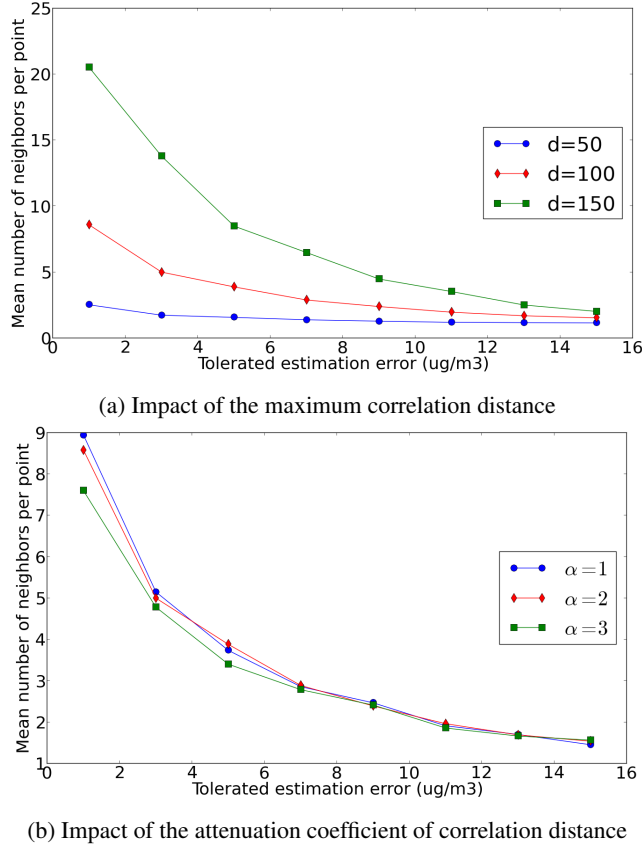 25
20
15
10
5
0
Mean number of neighbors per point
d=50
d=100
d=150
0 2 4 6 8 10 12 14 16
Tolerated estimation error (ug/m3)
(a) Impact of the maximum correlation distance
9
8
7
6
5
4
3
2
1
Mean number of neighbors per point
α=1
α=2
α=3
0 2 4 6 8 10 12 14 16
Tolerated estimation error (ug/m3)
(b) Impact of the attenuation coefficient of correlation distance